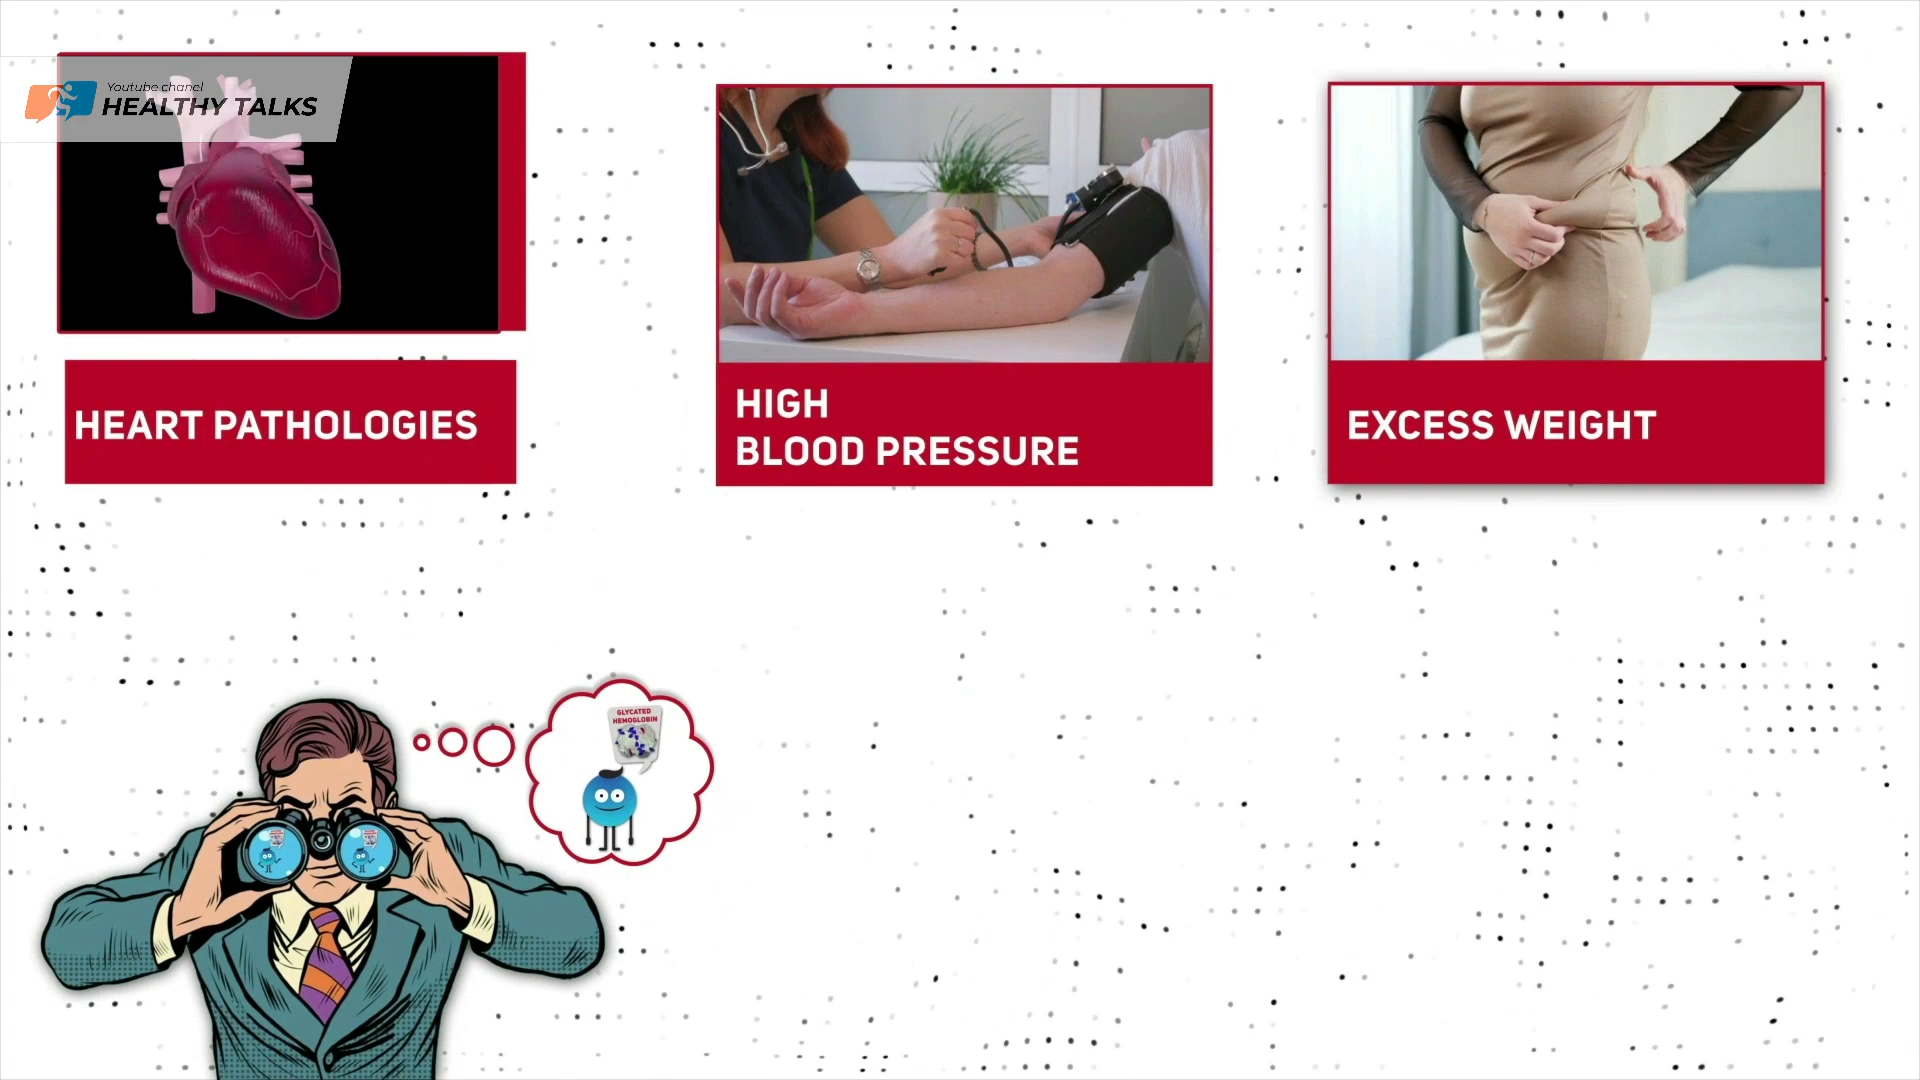 Youtube chanel
HEALTHY TALKS
HEART PATHOLOGIES
HIGH
BLOOD PRESSURE
EXCESS WEIGHT
GLYCATED
HEMOGLOBIN